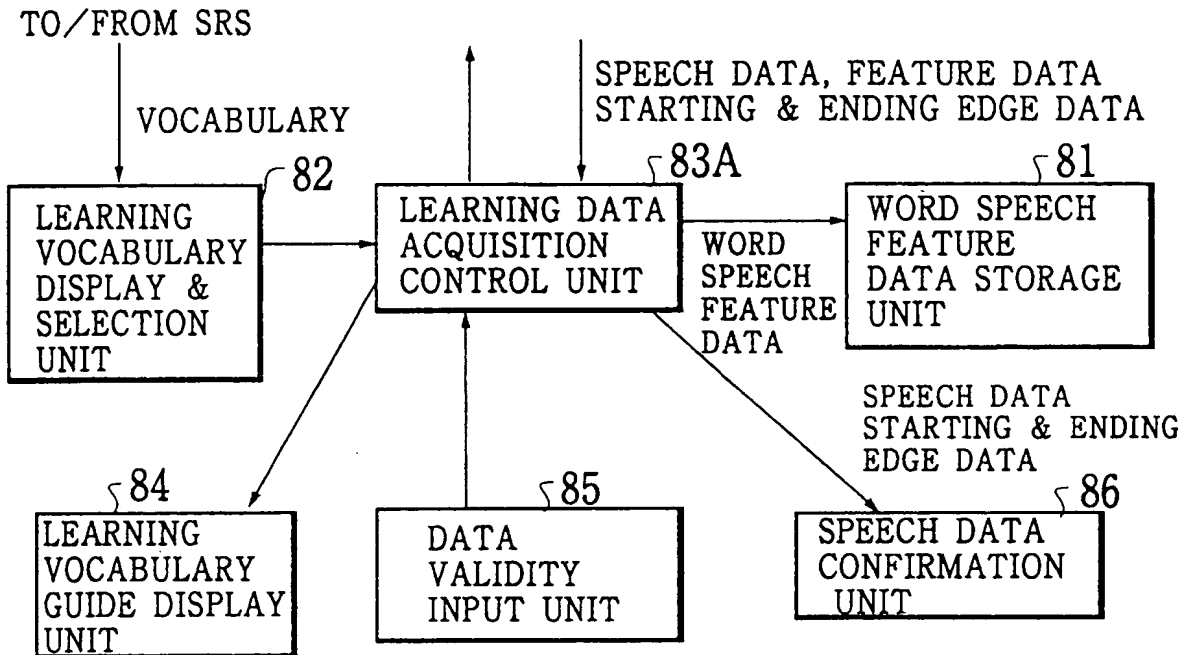 TO/FROM SRS
VOCABULARY
SPEECH DATA, FEATURE DATA
STARTING & ENDING EDGE DATA
82
LEARNING
VOCABULARY
DISPLAY &
SELECTION
UNIT
83A
LEARNING DATA
ACQUISITION
CONTROL UNIT
WORD
SPEECH
FEATURE
DATA
81
WORD SPEECH
FEATURE
DATA STORAGE
UNIT
SPEECH DATA
STARTING & ENDING
EDGE DATA
84
LEARNING
VOCABULARY
GUIDE DISPLAY
UNIT
85
DATA
VALIDITY
INPUT UNIT
86
SPEECH DATA
CONFIRMATION
UNIT